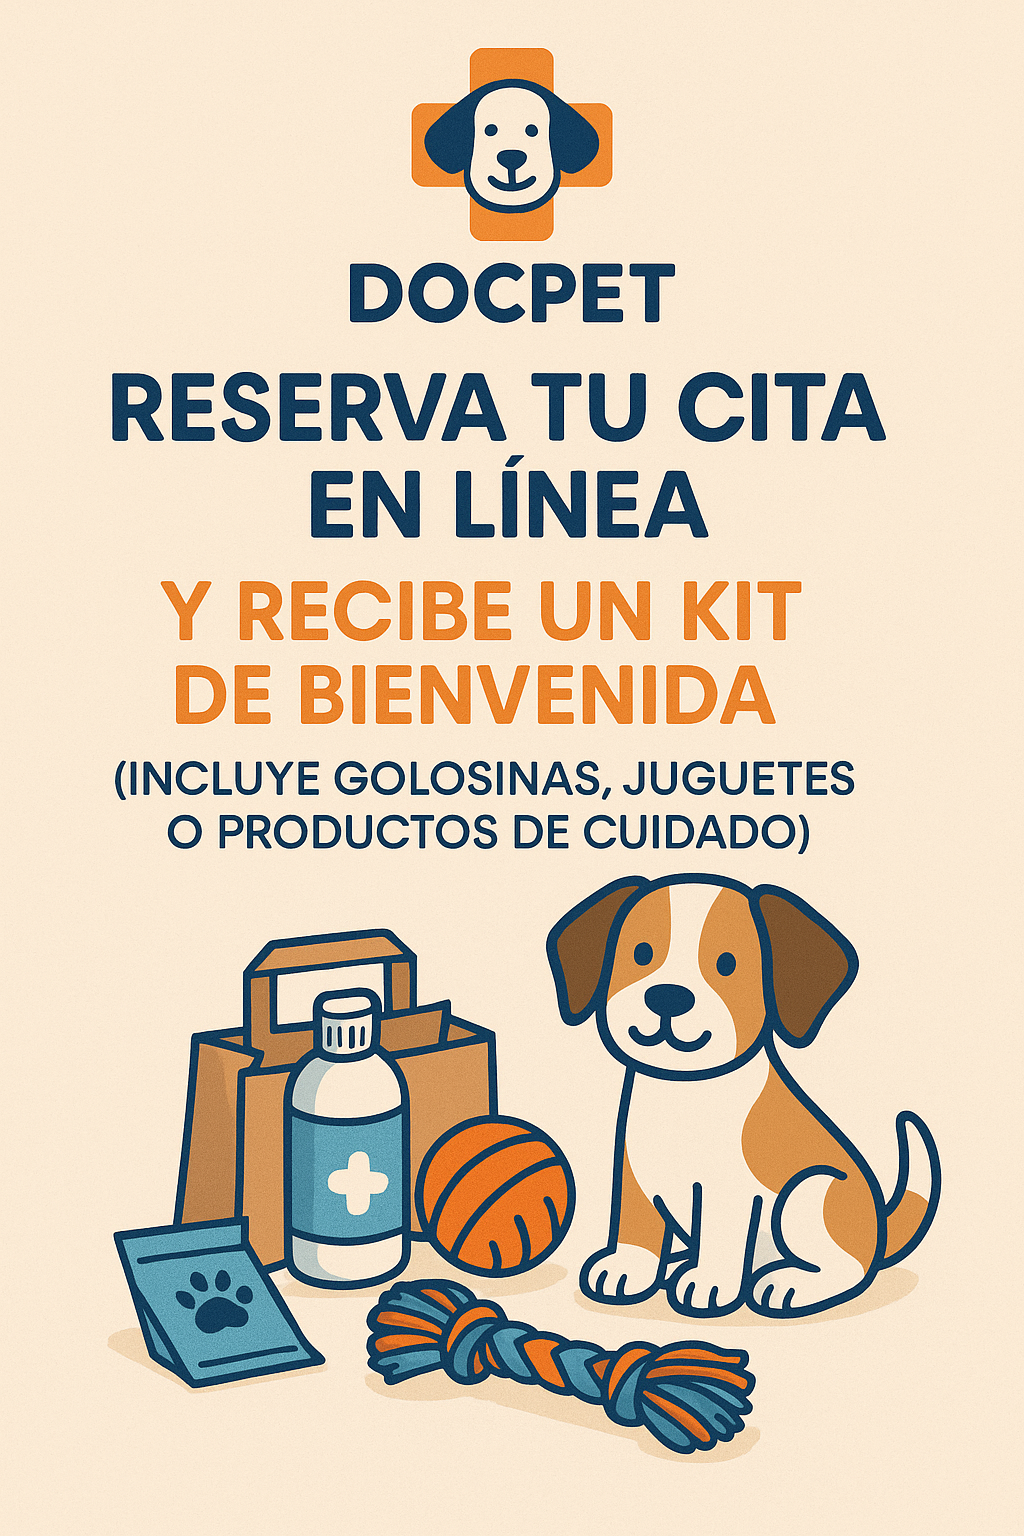 DOCPET
RESERVA TU CITA
EN LÍNEA
Y RECIBE UN KIT
DE BIENVENIDA
(INCLUYE GOLOSINAS, JUGUETES
O PRODUCTOS DE CUIDADO)